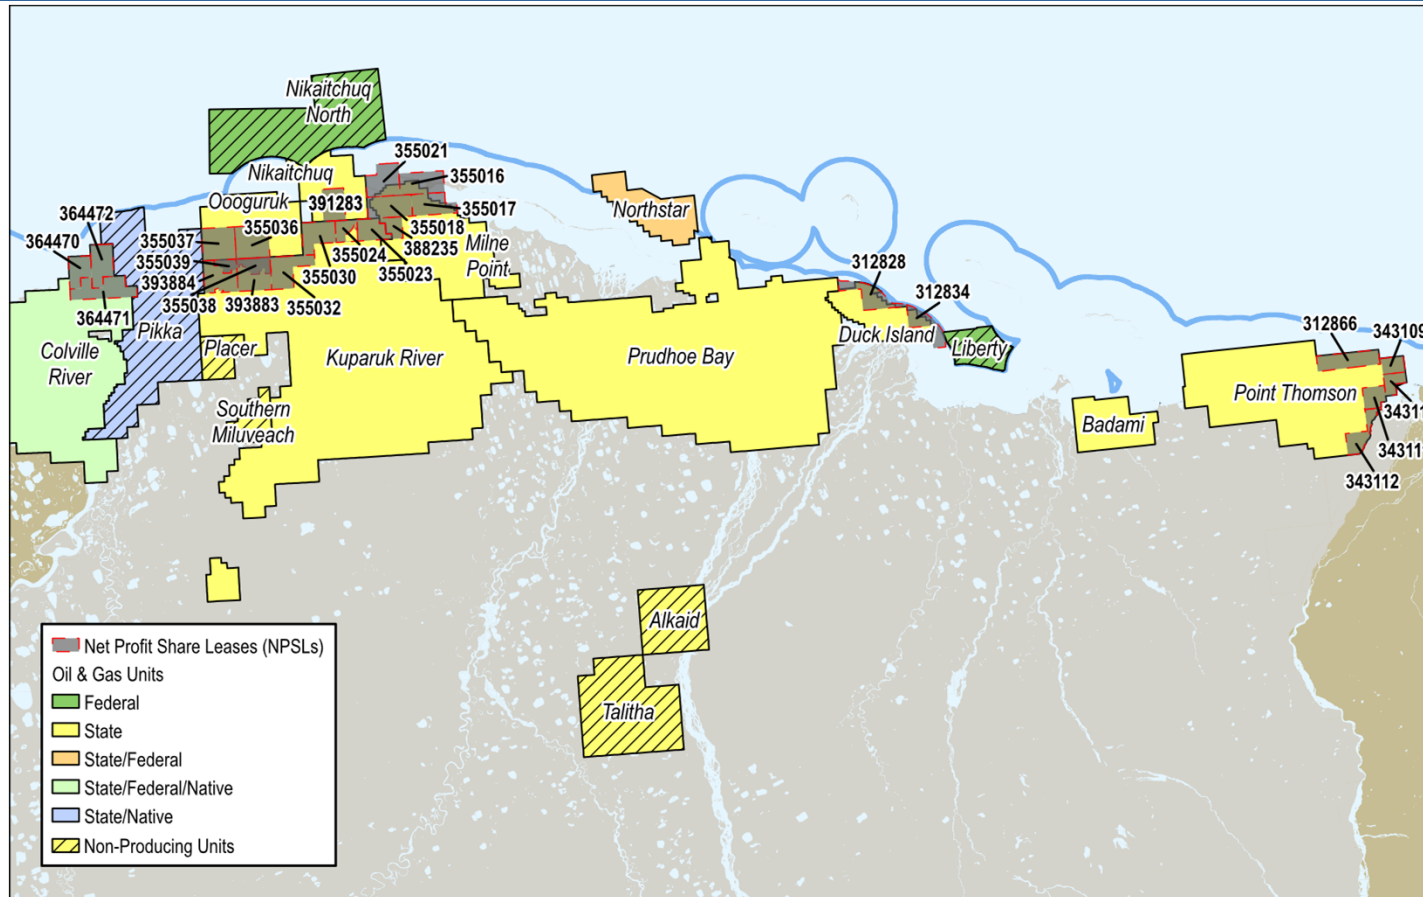 Nikaitchuq
North
Nikaitchuq
355021
355016
Oooguruk
391283
355017
364472
355036
355018
Northstar
364470
355037
388235
355024
Milne
Point
355039
355030
355023
393884
355038
393883
355032
364471
Pikka
312828
312834
Duck Island
Liberty
312866
343109
Colville
River
Placer
Kuparuk River
Prudhoe Bay
Point Thomson
Southern
Miluveach
Badami
343112
Alkaid
Talitha
Net Profit Share Leases (NPSLs)
Oil & Gas Units
Federal
State
State/Federal
State/Federal/Native
State/Native
Non-Producing Units